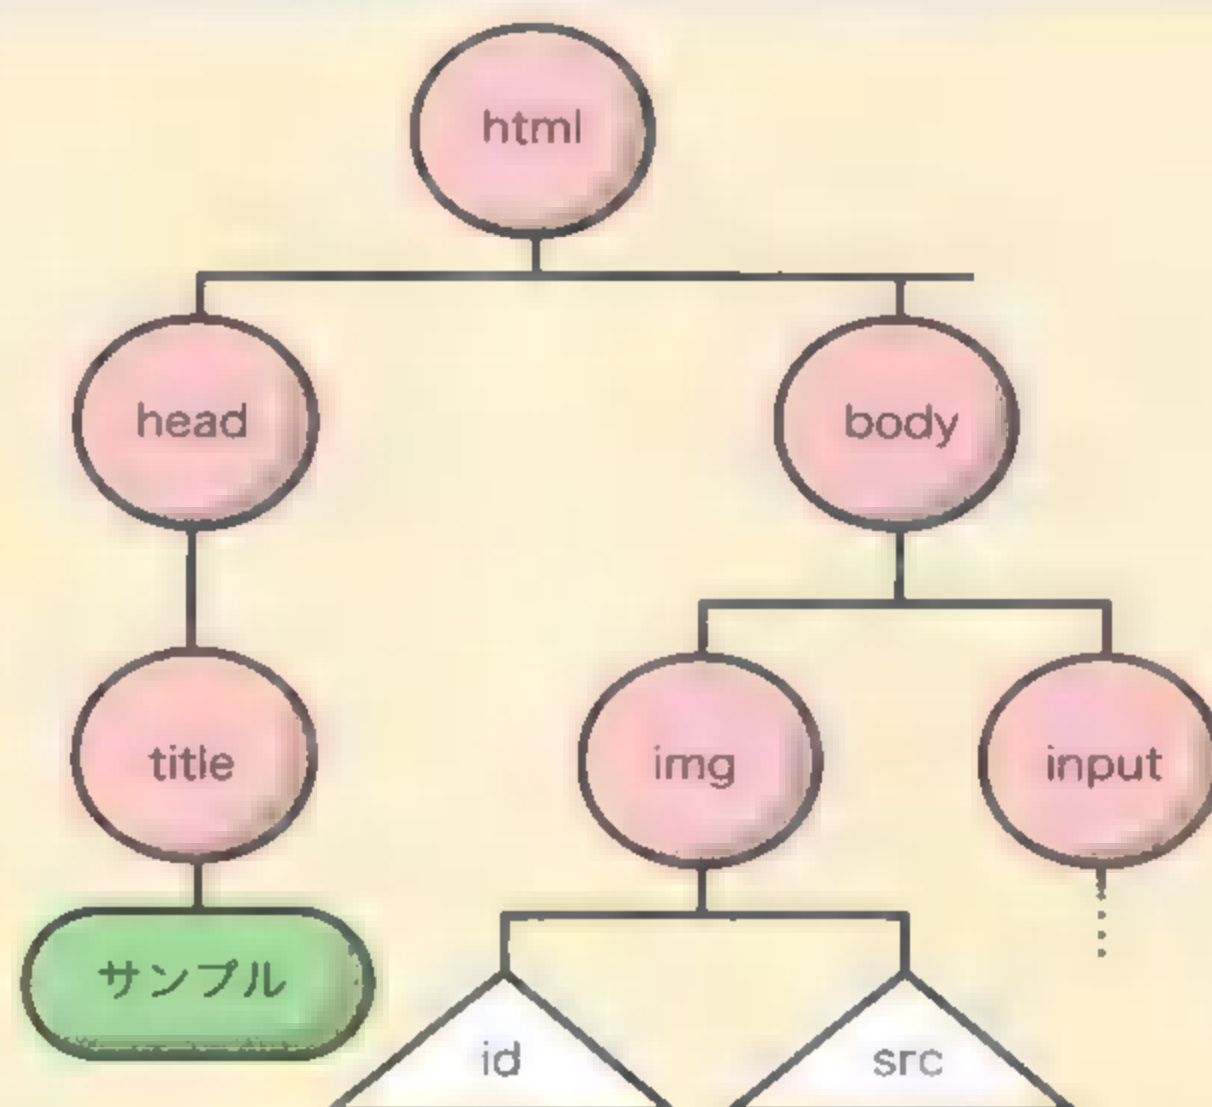 html
head
body
title
img
input
サンプル
id
src